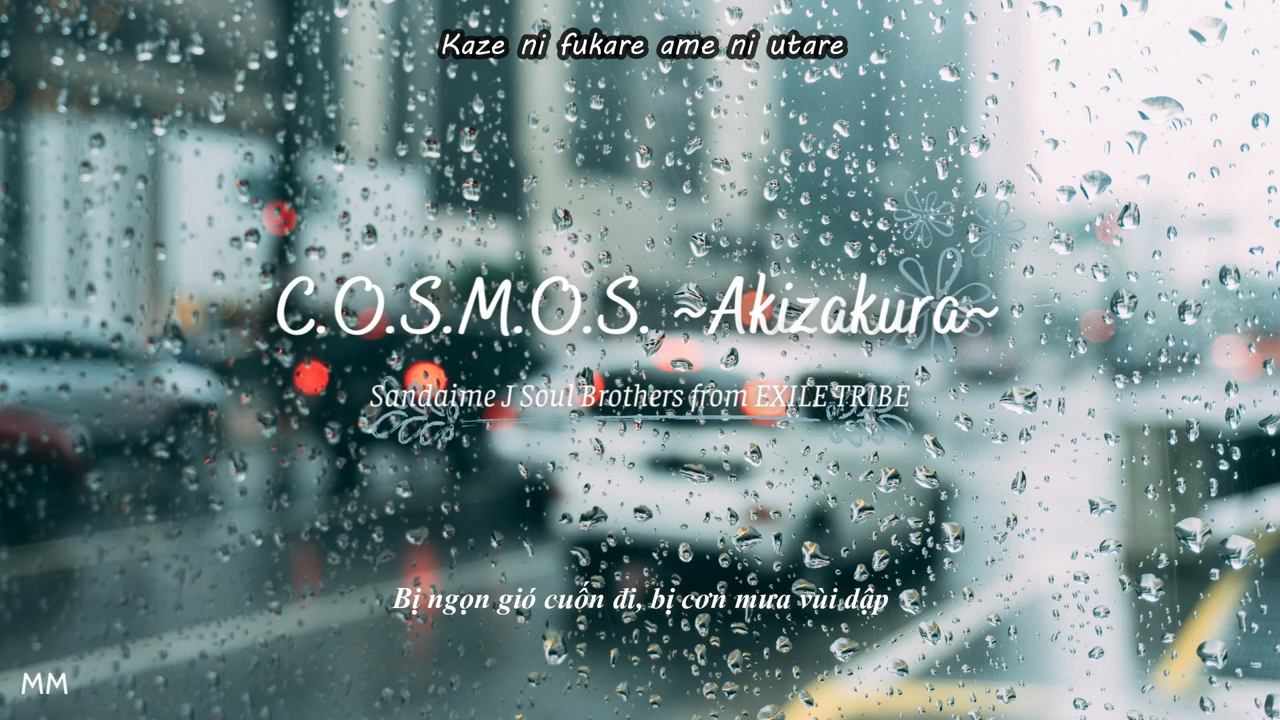 Kaze ni fukare ame ni utare
C.O.S.M.O.S. ~Akizakura~
Sandaime J Soul Brothers from EXILE TRIBE
Bị ngọn gió cuốn đi, bị cơn mưa vùi dập
MM